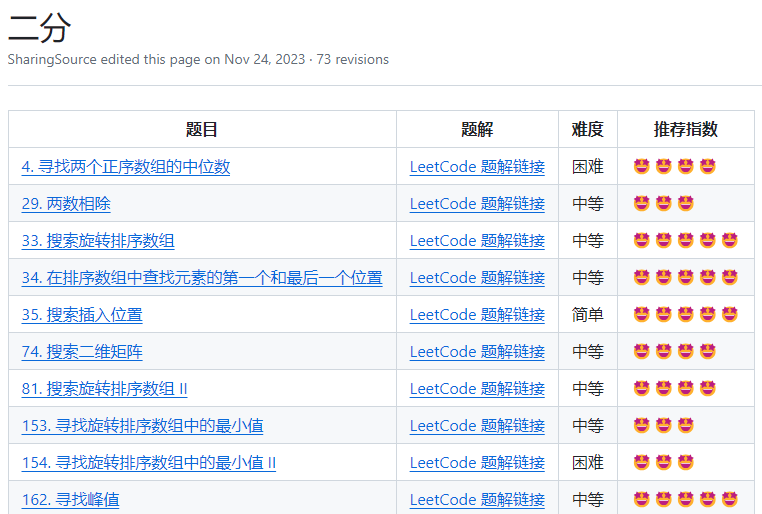 二分
SharingSource edited this page on Nov 24, 2023 · 73 revisions
题目 题解 难度 推荐指数
4. 寻找两个正序数组的中位数 LeetCode 题解链接 困难 🤩🤩🤩🤩
29. 两数相除 LeetCode 题解链接 中等 🤩🤩🤩
33. 搜索旋转排序数组 LeetCode 题解链接 中等 🤩🤩🤩🤩🤩
34. 在排序数组中查找元素的第一个和最后一个位置 LeetCode 题解链接 中等 🤩🤩🤩🤩🤩
35. 搜索插入位置 LeetCode 题解链接 简单 🤩🤩🤩🤩🤩
74. 搜索二维矩阵 LeetCode 题解链接 中等 🤩🤩🤩🤩
81. 搜索旋转排序数组 II LeetCode 题解链接 中等 🤩🤩🤩🤩
153. 寻找旋转排序数组中的最小值 LeetCode 题解链接 中等 🤩🤩🤩
154. 寻找旋转排序数组中的最小值 II LeetCode 题解链接 困难 🤩🤩🤩
162. 寻找峰值 LeetCode 题解链接 中等 🤩🤩🤩🤩🤩